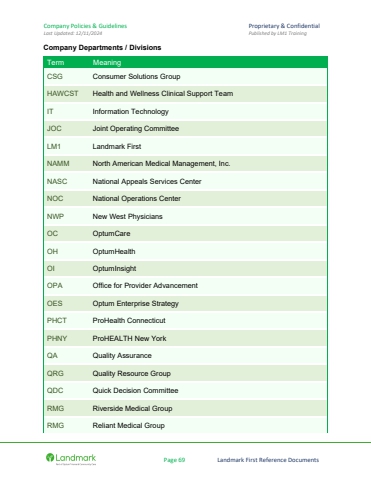 Company Policies & Guidelines Proprietary & Confidential
Last Updated: 12/11/2024 Published by LMS Training
Company Departments / Divisions
Term Meaning
CSG Consumer Solutions Group
HAWCST Health and Wellness Clinical Support Team
IT Information Technology
JOC Joint Operating Committee
LM1 Landmark First
NAMM North American Medical Management, Inc.
NASC National Appeals Services Center
NOC National Operations Center
NWP New West Physicians
OC OptumCare
OH OptumHealth
OI OptumInsight
OPA Office for Provider Advancement
OES Optum Enterprise Strategy
PHCT ProHealth Connecticut
PHNY ProHEALTH New York
QA Quality Assurance
QRG Quality Resource Group
QDC Quick Decision Committee
RMG Riverside Medical Group
RMG Reliant Medical Group
Landmark Page 69 Landmark First Reference Documents